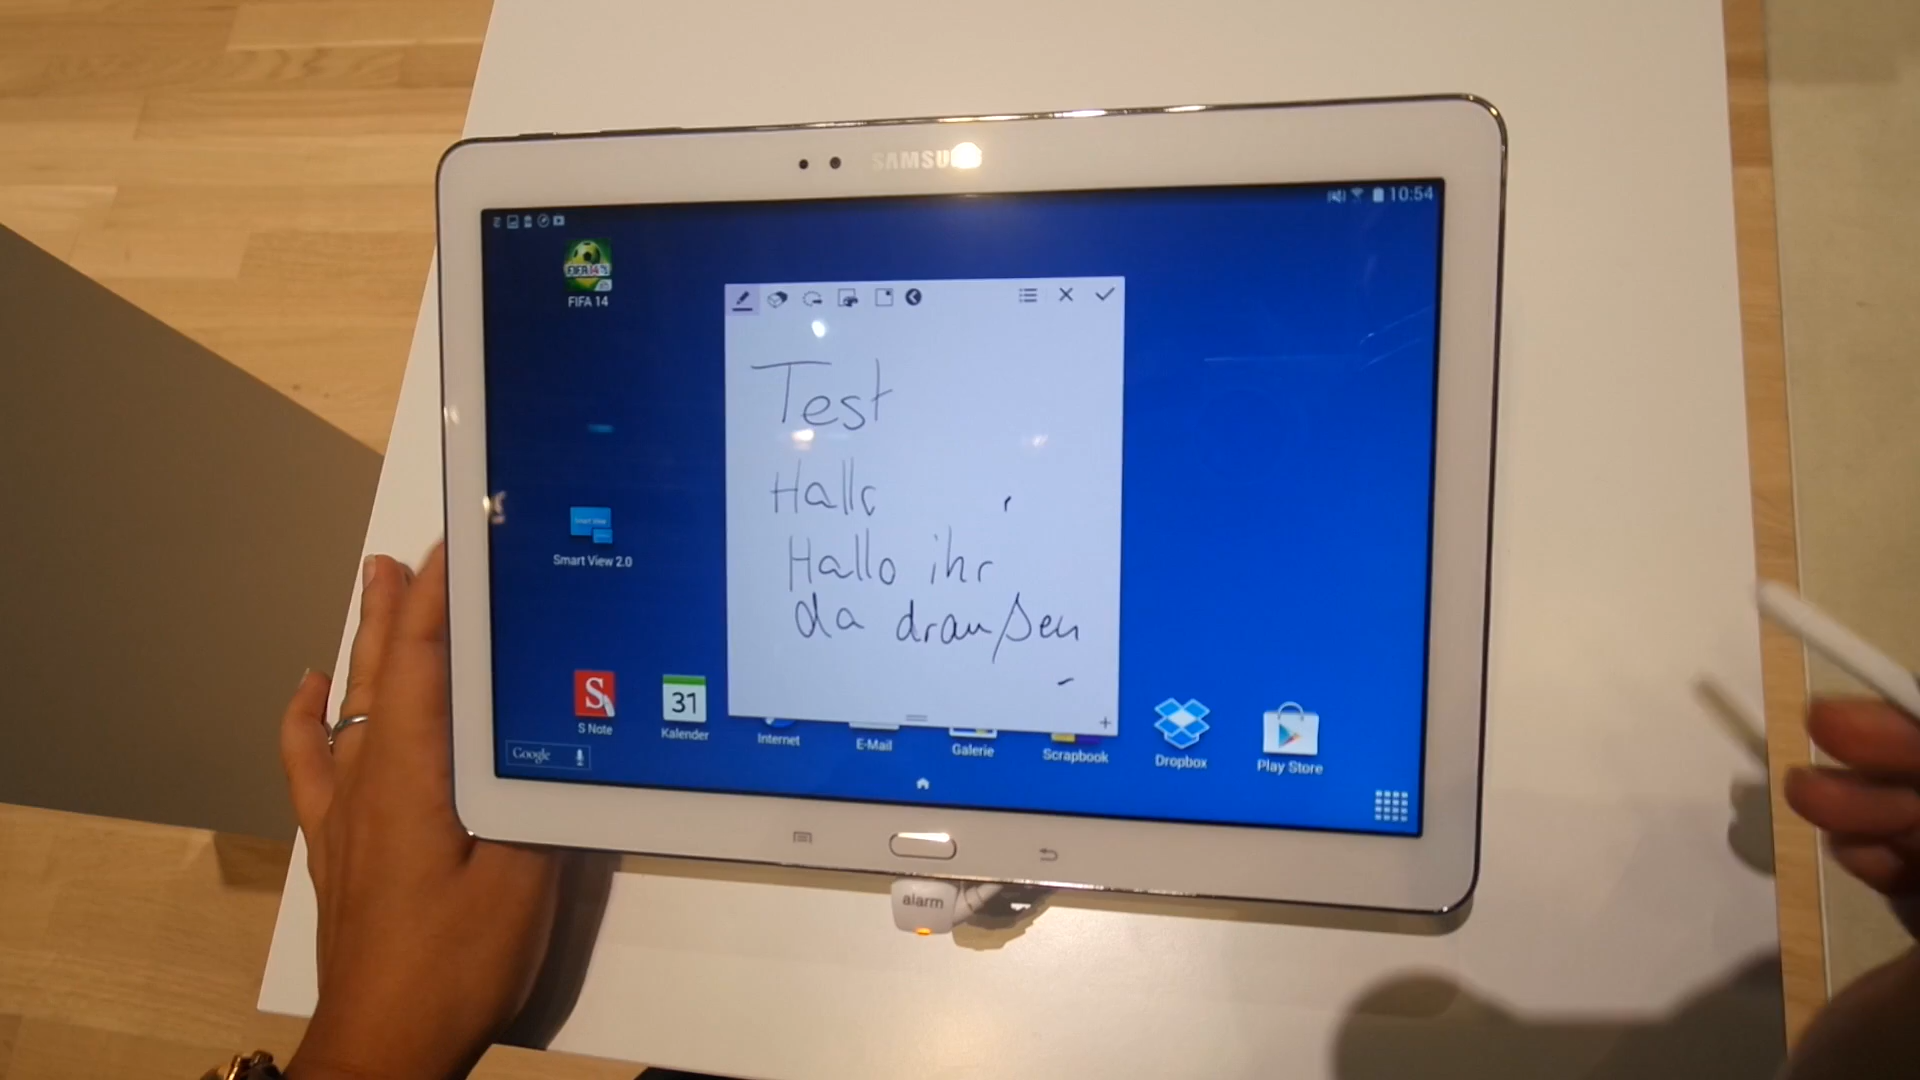 SAMSUNG
10:54
FIFA 14
Test
Hallo
Hallo ihr
da draußen
Smart View 2.0
S Note
31
Kalender
Internet
E-Mail
Galerie
Scrapbook
Dropbox
Play Store
Google
alarm